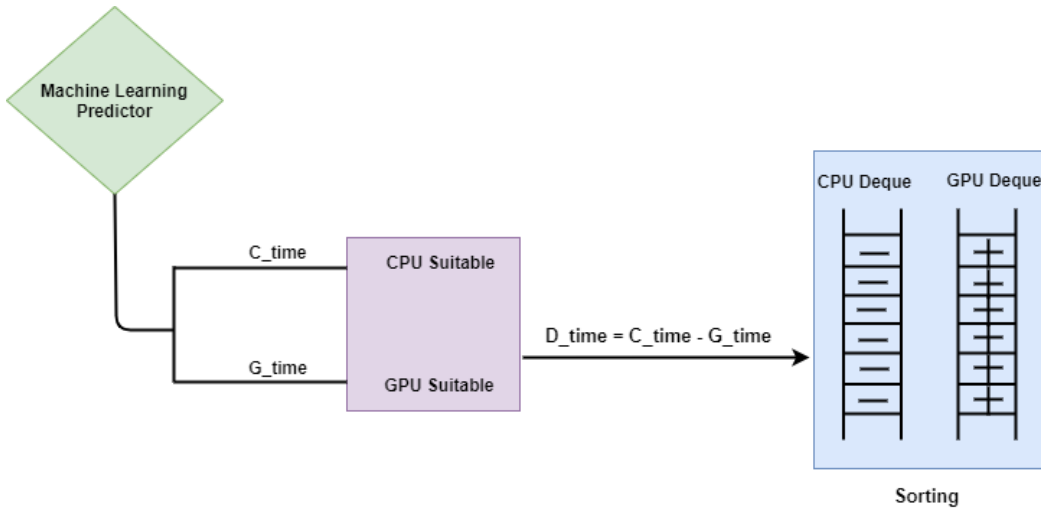 Machine Learning
Predictor
C_time
CPU Suitable
G_time
GPU Suitable
D_time = C_time - G_time
CPU Deque
GPU Deque
Sorting